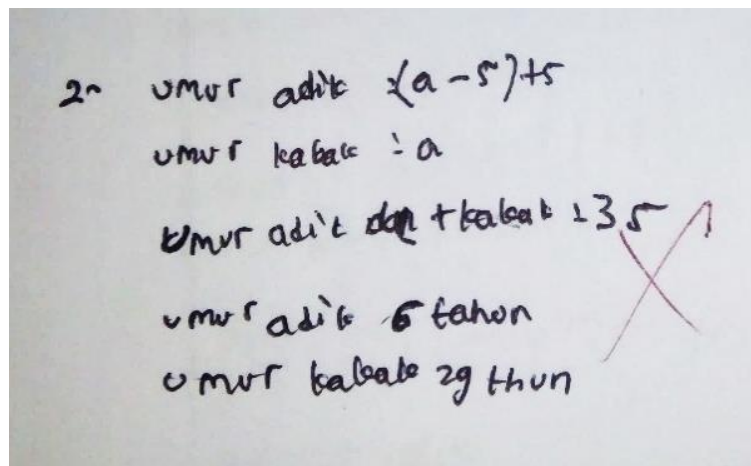 2. umur adik : (a - 5) + 5
umur kakak : a
Umur adik + kakak : 35
umur adik 6 tahun
umur kakak 29 thun